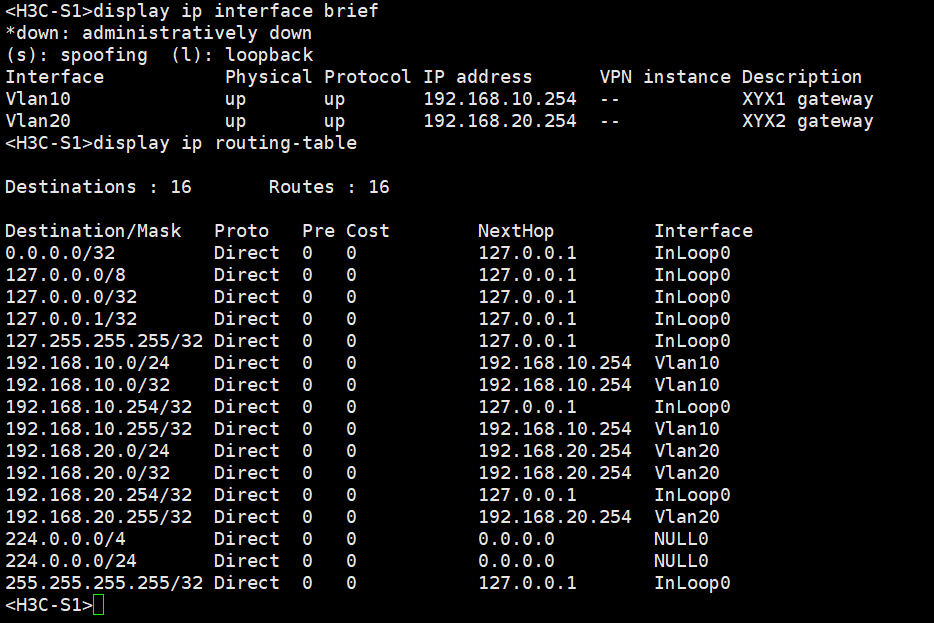 <H3C-S1>display ip interface brief
*down: administratively down
(s): spoofing  (l): loopback
Interface           Physical Protocol IP address      VPN instance Description
Vlan10              up       up       192.168.10.254  --           XYX1 gateway
Vlan20              up       up       192.168.20.254  --           XYX2 gateway
<H3C-S1>display ip routing-table

Destinations : 16       Routes : 16

Destination/Mask   Proto   Pre Cost        NextHop         Interface
0.0.0.0/32         Direct  0   0           127.0.0.1       InLoop0
127.0.0.0/8        Direct  0   0           127.0.0.1       InLoop0
127.0.0.0/32       Direct  0   0           127.0.0.1       InLoop0
127.0.0.1/32       Direct  0   0           127.0.0.1       InLoop0
127.255.255.255/32 Direct  0   0           127.0.0.1       InLoop0
192.168.10.0/24    Direct  0   0           192.168.10.254  Vlan10
192.168.10.0/32    Direct  0   0           192.168.10.254  Vlan10
192.168.10.254/32  Direct  0   0           127.0.0.1       InLoop0
192.168.10.255/32  Direct  0   0           192.168.10.254  Vlan10
192.168.20.0/24    Direct  0   0           192.168.20.254  Vlan20
192.168.20.0/32    Direct  0   0           192.168.20.254  Vlan20
192.168.20.254/32  Direct  0   0           127.0.0.1       InLoop0
192.168.20.255/32  Direct  0   0           192.168.20.254  Vlan20
224.0.0.0/4        Direct  0   0           0.0.0.0         NULL0
224.0.0.0/24       Direct  0   0           0.0.0.0         NULL0
255.255.255.255/32 Direct  0   0           127.0.0.1       InLoop0
<H3C-S1>